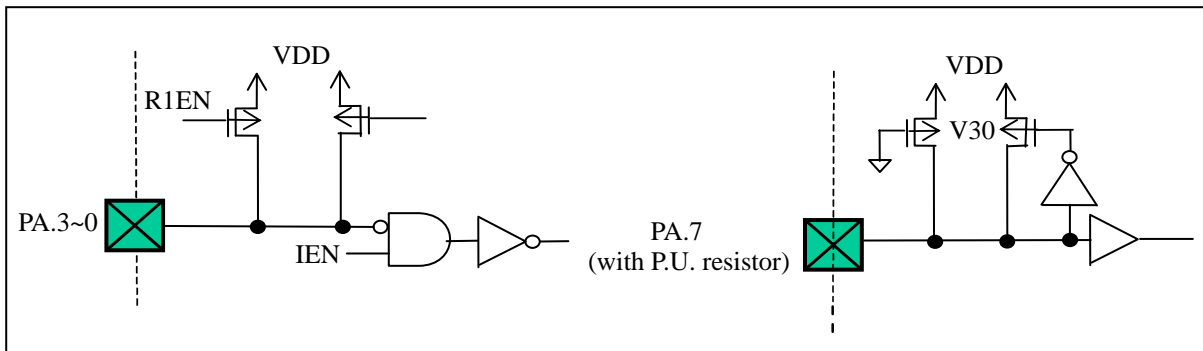 VDD
R1EN
PA.3~0
IEN
VDD
V30
PA.7
(with P.U. resistor)